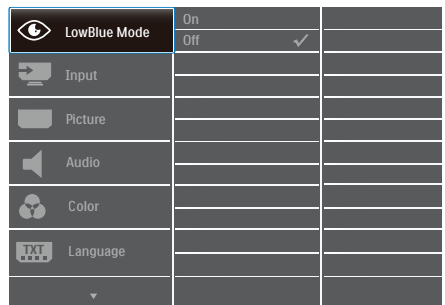 LowBlue Mode
On
Off
Input
Picture
Audio
Color
TXT
Language